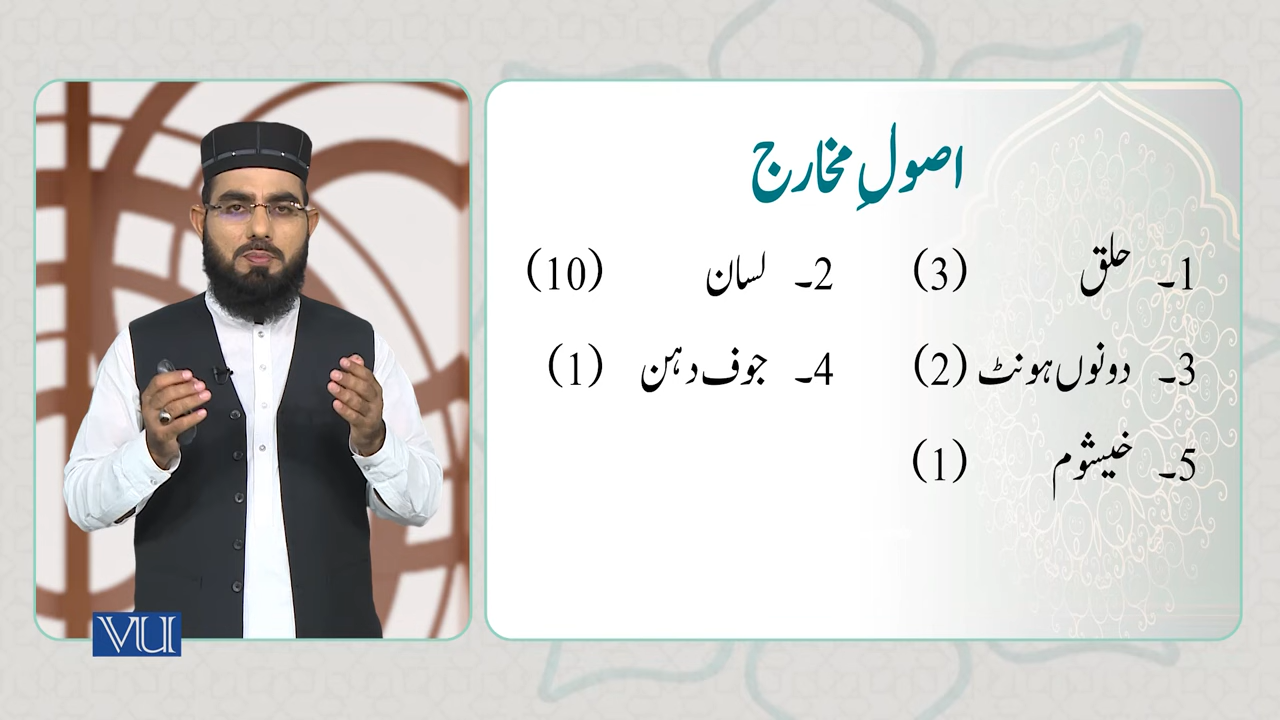 اصولِ مخارج
1۔ حلق (3) 2۔ لسان (10)
3۔ دونوں ہونٹ (2) 4۔ جوف دہن (1)
5۔ خیشوم (1)
VU